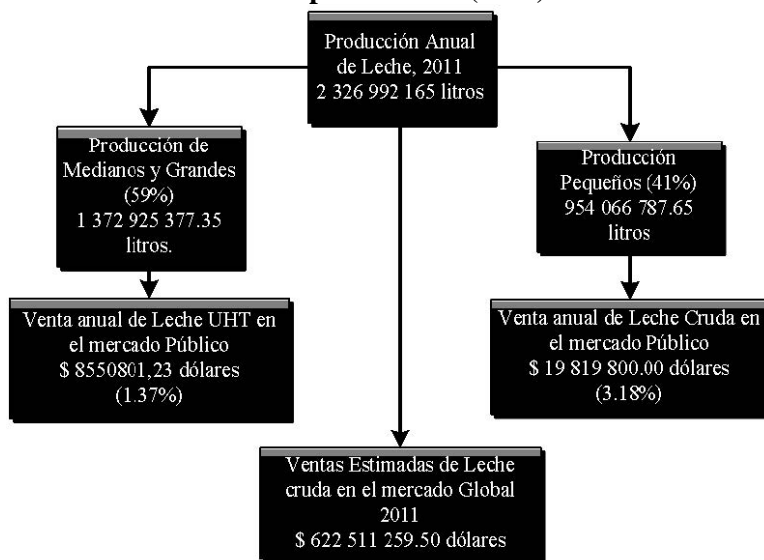 Producción Anual
de Leche, 2011
2 326 992 165 litros
Producción de
Medianos y Grandes
(59%)
1 372 925 377.35
litros.
Producción
Pequeños (41%)
954 066 787.65
litros
Venta anual de Leche UHT en
el mercado Público
$ 8550801,23 dólares
(1.37%)
Venta anual de Leche Cruda en
el mercado Público
$ 19 819 800.00 dólares
(3.18%)
Ventas Estimadas de Leche
cruda en el mercado Global
2011
$ 622 511 259.50 dólares